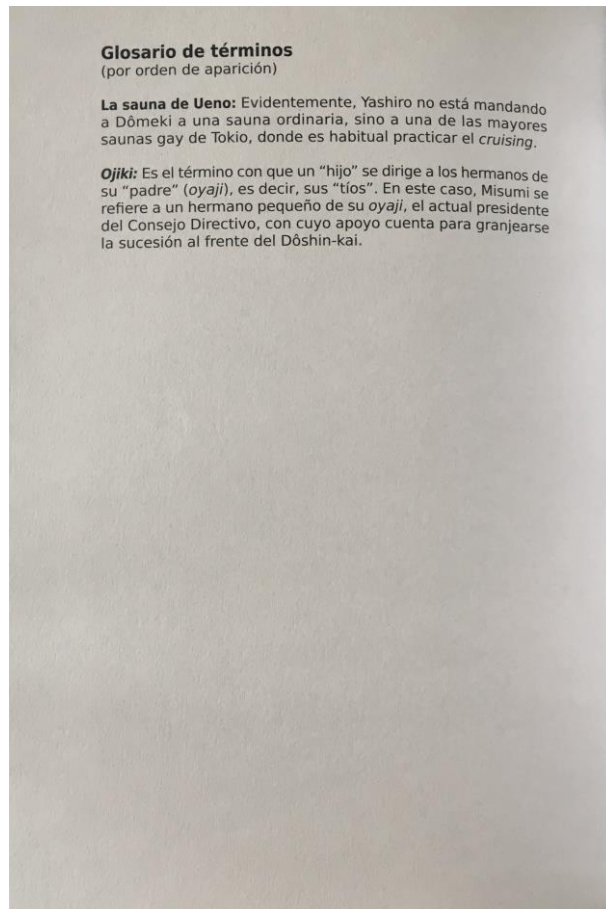 Glosario de términos
(por orden de aparición)
La sauna de Ueno: Evidentemente, Yashiro no está mandando
a Dômeki a una sauna ordinaria, sino a una de las mayores
saunas gay de Tokio, donde es habitual practicar el cruising.
Ojiki: Es el término con que un “hijo” se dirige a los hermanos de
su “padre” (oyaji), es decir, sus “tíos”. En este caso, Misumi se
refiere a un hermano pequeño de su oyaji, el actual presidente
del Consejo Directivo, con cuyo apoyo cuenta para granjearse
la sucesión al frente del Dôshin-kai.